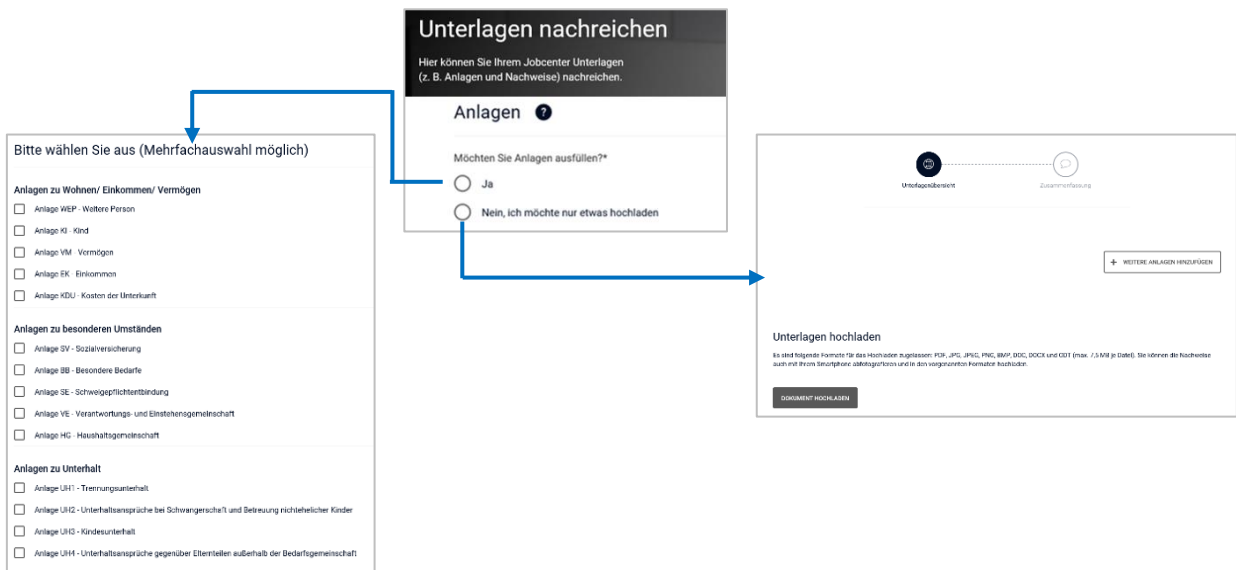 Unterlagen nachreichen
Hier können Sie Ihrem Jobcenter Unterlagen
(z. B. Anlagen und Nachweise) nachreichen.
Anlagen ?
Möchten Sie Anlagen ausfüllen?*
Ja
Nein, ich möchte nur etwas hochladen
Bitte wählen Sie aus (Mehrfachauswahl möglich)
Anlagen zu Wohnen/ Einkommen/ Vermögen
Anlage WEP - Weitere Person
Anlage KI - Kind
Anlage VM - Vermögen
Anlage EK - Einkommen
Anlage KDU - Kosten der Unterkunft
Anlagen zu besonderen Umständen
Anlage SV - Sozialversicherung
Anlage BB - Besondere Bedarfe
Anlage SE - Schweigepflichtentbindung
Anlage VE - Verantwortungs- und Einstehensgemeinschaft
Anlage HG - Haushaltsgemeinschaft
Anlagen zu Unterhalt
Anlage UH1 - Trennungsunterhalt
Anlage UH2 - Unterhaltsansprüche bei Schwangerschaft und Betreuung nichtehelicher Kinder
Anlage UH3 - Kindesunterhalt
Anlage UH4 - Unterhaltsansprüche gegenüber Elternteilen außerhalb der Bedarfsgemeinschaft
Unterlagenübersicht
Zusammenfassung
+ WEITERE ANLAGEN HINZUFÜGEN
Unterlagen hochladen
Es sind folgende Formate für das Hochladen zugelassen: PDF, JPG, JPEG, PNG, BMP, DOC, DOCX und ODT (max. 7,5 MB je Datei). Sie können die Nachweise
auch mit Ihrem Smartphone abfotografieren und in den vorgenannten Formaten hochladen.
DOKUMENT HOCHLADEN